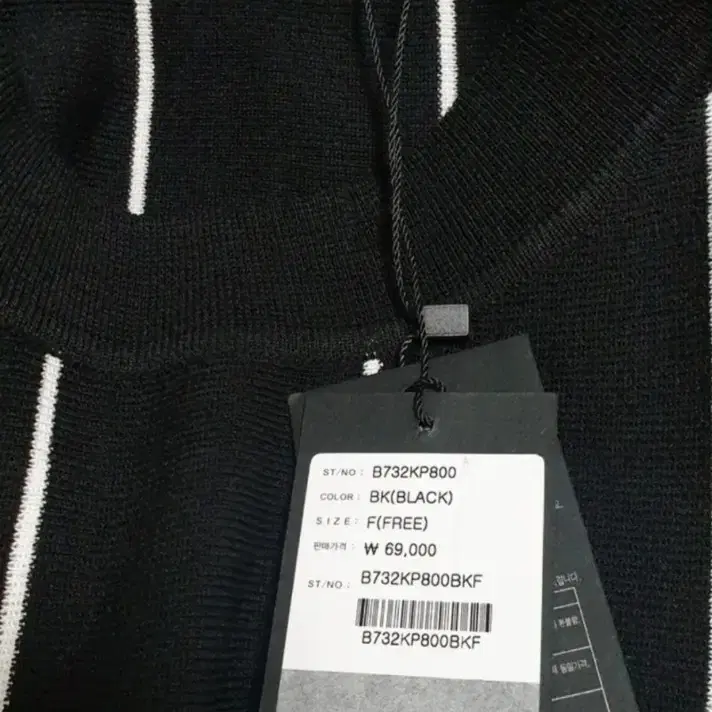 ST/NO : B732KP800
COLOR : BK(BLACK)
SIZE : F(FREE)
판매가격 : ₩ 69,000
ST/NO. : B732KP800BKF
B732KP800BKF